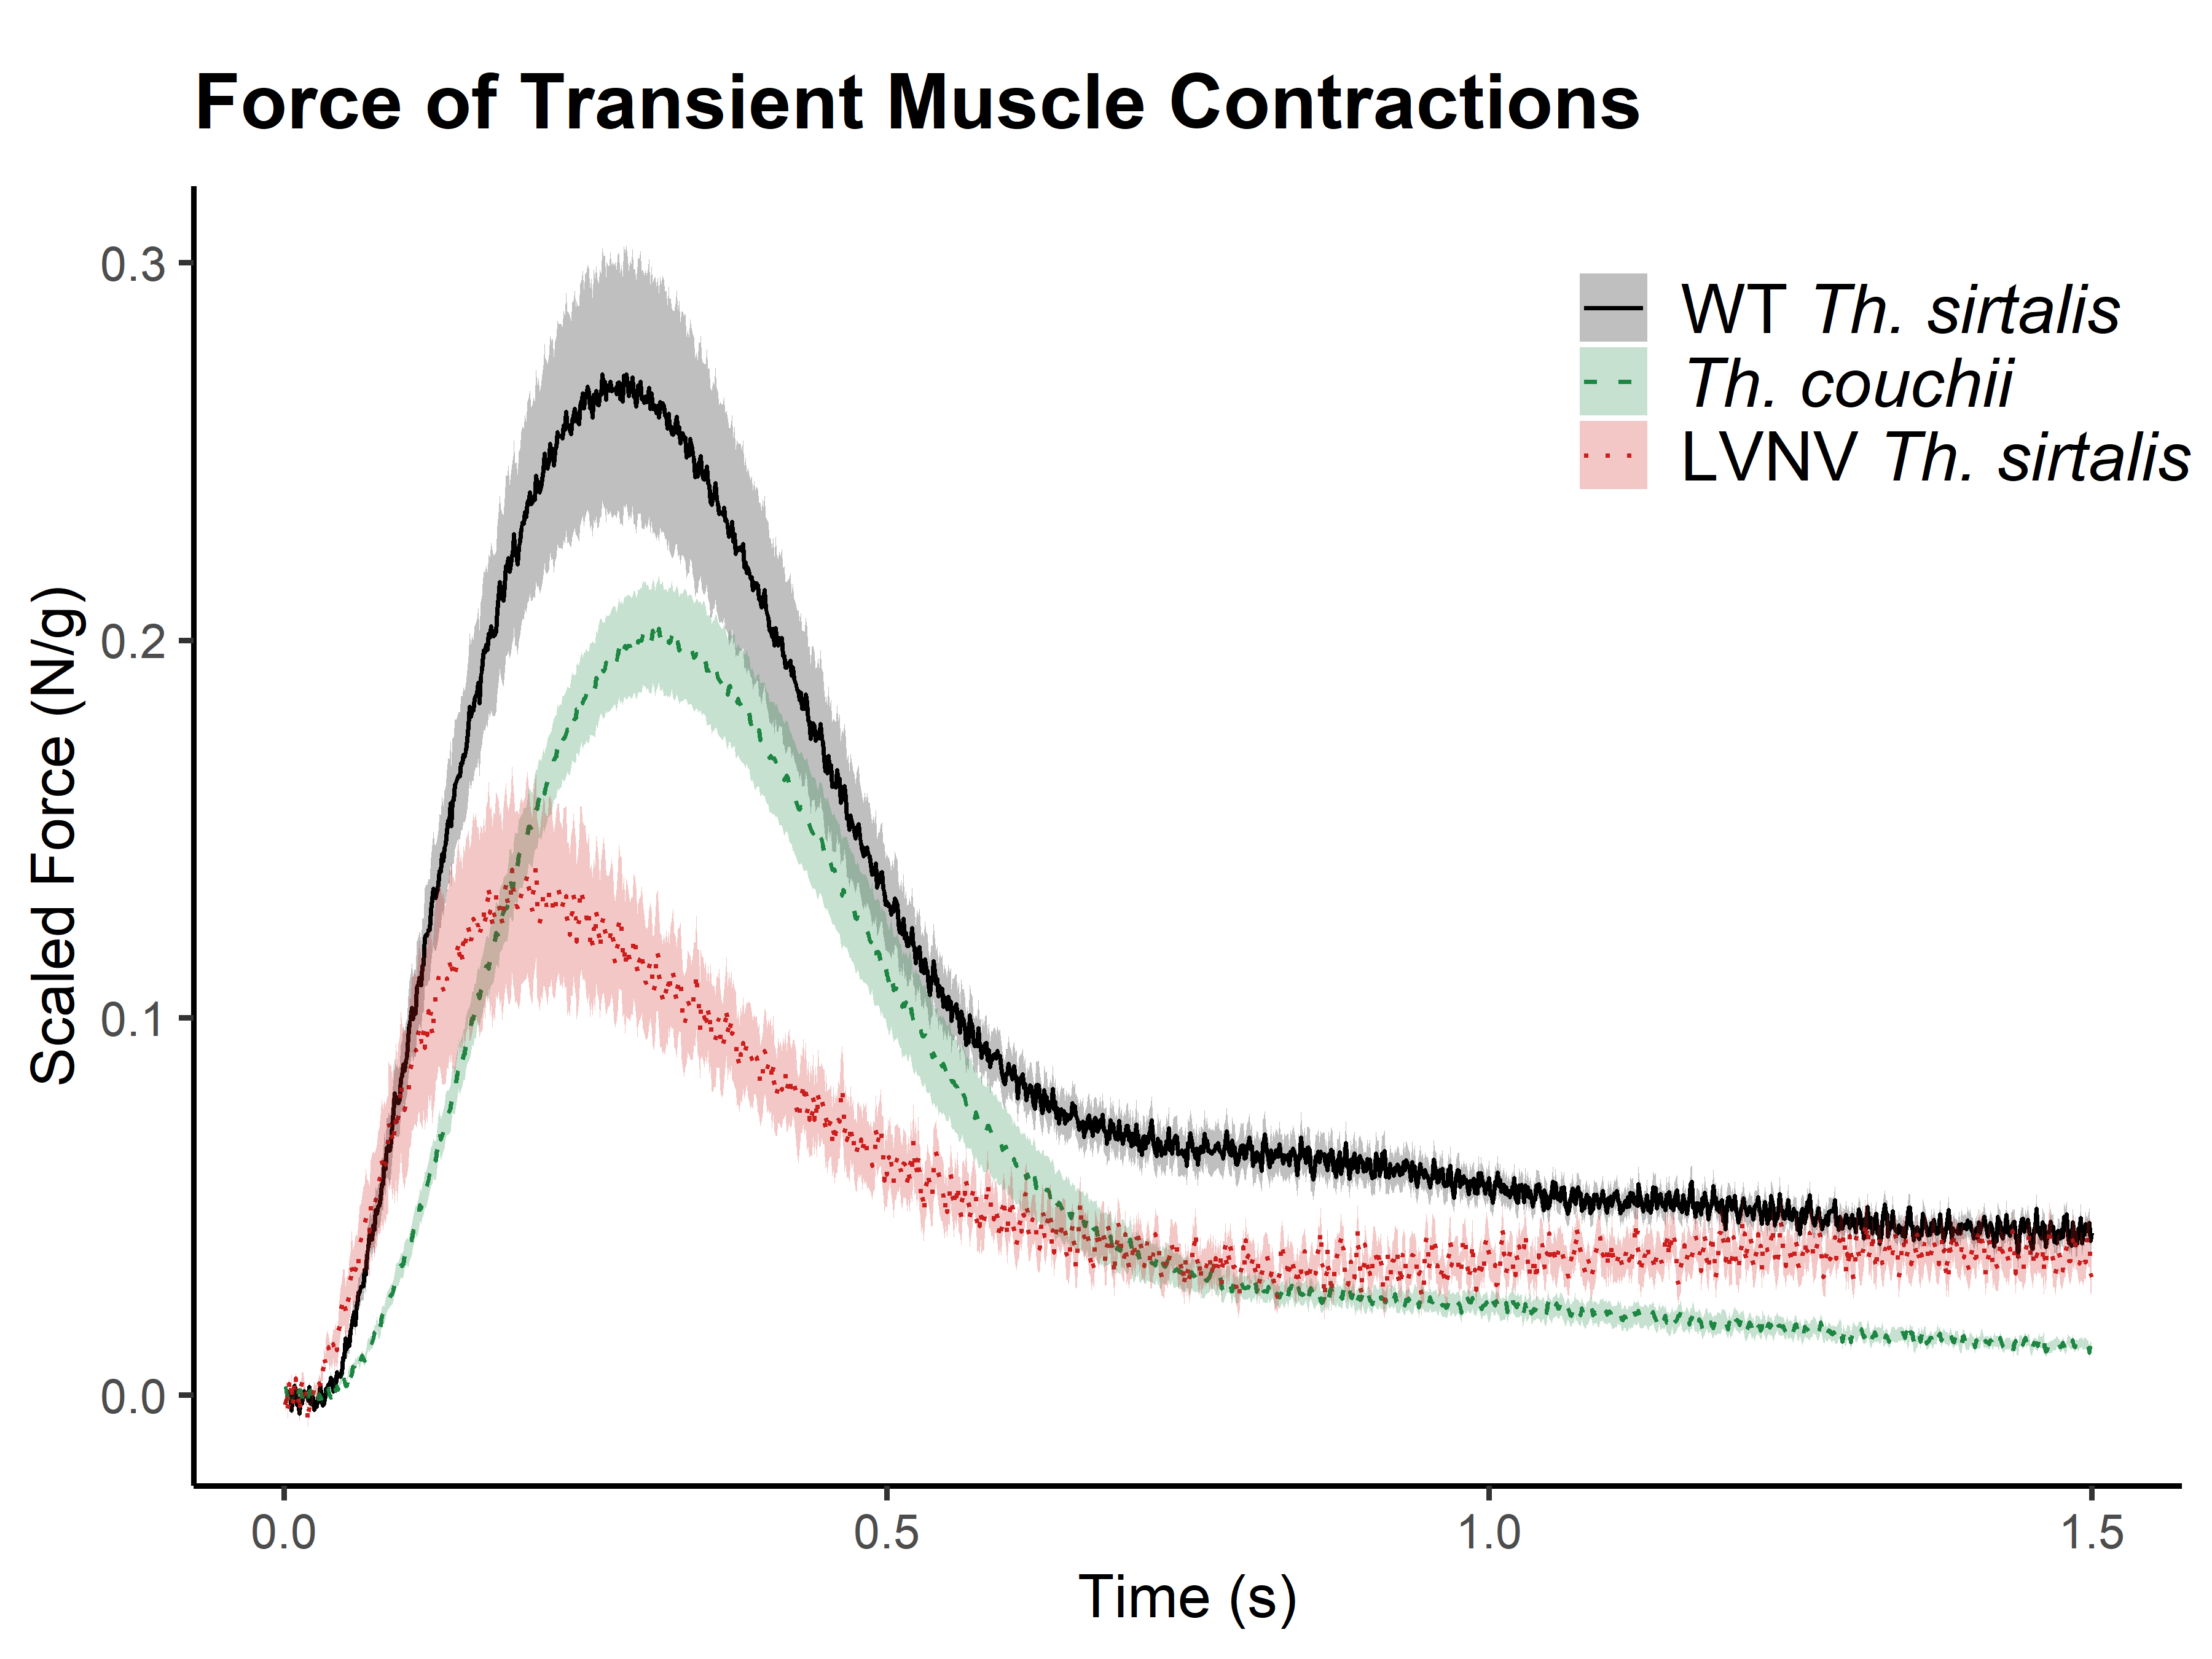 Force of Transient Muscle Contractions
Scaled Force (N/g)
0.3
0.2
0.1
0.0
WT Th. sirtalis
Th. couchii
LVNV Th. sirtalis
0.0 0.5 1.0 1.5
Time (s)